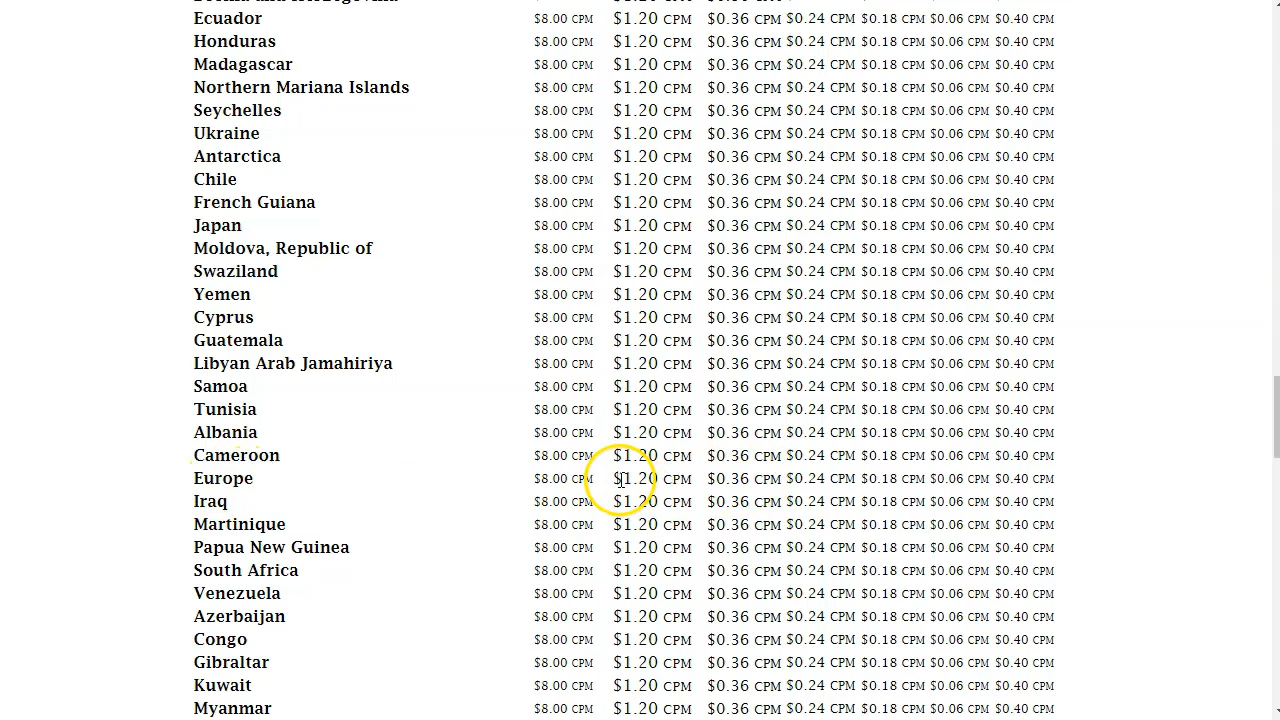 Ecuador $8.00 CPM $1.20 CPM $0.36 CPM $0.24 CPM $0.18 CPM $0.06 CPM $0.40 CPM
Honduras $8.00 CPM $1.20 CPM $0.36 CPM $0.24 CPM $0.18 CPM $0.06 CPM $0.40 CPM
Madagascar $8.00 CPM $1.20 CPM $0.36 CPM $0.24 CPM $0.18 CPM $0.06 CPM $0.40 CPM
Northern Mariana Islands $8.00 CPM $1.20 CPM $0.36 CPM $0.24 CPM $0.18 CPM $0.06 CPM $0.40 CPM
Seychelles $8.00 CPM $1.20 CPM $0.36 CPM $0.24 CPM $0.18 CPM $0.06 CPM $0.40 CPM
Ukraine $8.00 CPM $1.20 CPM $0.36 CPM $0.24 CPM $0.18 CPM $0.06 CPM $0.40 CPM
Antarctica $8.00 CPM $1.20 CPM $0.36 CPM $0.24 CPM $0.18 CPM $0.06 CPM $0.40 CPM
Chile $8.00 CPM $1.20 CPM $0.36 CPM $0.24 CPM $0.18 CPM $0.06 CPM $0.40 CPM
French Guiana $8.00 CPM $1.20 CPM $0.36 CPM $0.24 CPM $0.18 CPM $0.06 CPM $0.40 CPM
Japan $8.00 CPM $1.20 CPM $0.36 CPM $0.24 CPM $0.18 CPM $0.06 CPM $0.40 CPM
Moldova, Republic of $8.00 CPM $1.20 CPM $0.36 CPM $0.24 CPM $0.18 CPM $0.06 CPM $0.40 CPM
Swaziland $8.00 CPM $1.20 CPM $0.36 CPM $0.24 CPM $0.18 CPM $0.06 CPM $0.40 CPM
Yemen $8.00 CPM $1.20 CPM $0.36 CPM $0.24 CPM $0.18 CPM $0.06 CPM $0.40 CPM
Cyprus $8.00 CPM $1.20 CPM $0.36 CPM $0.24 CPM $0.18 CPM $0.06 CPM $0.40 CPM
Guatemala $8.00 CPM $1.20 CPM $0.36 CPM $0.24 CPM $0.18 CPM $0.06 CPM $0.40 CPM
Libyan Arab Jamahiriya $8.00 CPM $1.20 CPM $0.36 CPM $0.24 CPM $0.18 CPM $0.06 CPM $0.40 CPM
Samoa $8.00 CPM $1.20 CPM $0.36 CPM $0.24 CPM $0.18 CPM $0.06 CPM $0.40 CPM
Tunisia $8.00 CPM $1.20 CPM $0.36 CPM $0.24 CPM $0.18 CPM $0.06 CPM $0.40 CPM
Albania $8.00 CPM $1.20 CPM $0.36 CPM $0.24 CPM $0.18 CPM $0.06 CPM $0.40 CPM
Cameroon $8.00 CPM $1.20 CPM $0.36 CPM $0.24 CPM $0.18 CPM $0.06 CPM $0.40 CPM
Europe $8.00 CPM $1.20 CPM $0.36 CPM $0.24 CPM $0.18 CPM $0.06 CPM $0.40 CPM
Iraq $8.00 CPM $1.20 CPM $0.36 CPM $0.24 CPM $0.18 CPM $0.06 CPM $0.40 CPM
Martinique $8.00 CPM $1.20 CPM $0.36 CPM $0.24 CPM $0.18 CPM $0.06 CPM $0.40 CPM
Papua New Guinea $8.00 CPM $1.20 CPM $0.36 CPM $0.24 CPM $0.18 CPM $0.06 CPM $0.40 CPM
South Africa $8.00 CPM $1.20 CPM $0.36 CPM $0.24 CPM $0.18 CPM $0.06 CPM $0.40 CPM
Venezuela $8.00 CPM $1.20 CPM $0.36 CPM $0.24 CPM $0.18 CPM $0.06 CPM $0.40 CPM
Azerbaijan $8.00 CPM $1.20 CPM $0.36 CPM $0.24 CPM $0.18 CPM $0.06 CPM $0.40 CPM
Congo $8.00 CPM $1.20 CPM $0.36 CPM $0.24 CPM $0.18 CPM $0.06 CPM $0.40 CPM
Gibraltar $8.00 CPM $1.20 CPM $0.36 CPM $0.24 CPM $0.18 CPM $0.06 CPM $0.40 CPM
Kuwait $8.00 CPM $1.20 CPM $0.36 CPM $0.24 CPM $0.18 CPM $0.06 CPM $0.40 CPM
Myanmar $8.00 CPM $1.20 CPM $0.36 CPM $0.24 CPM $0.18 CPM $0.06 CPM $0.40 CPM